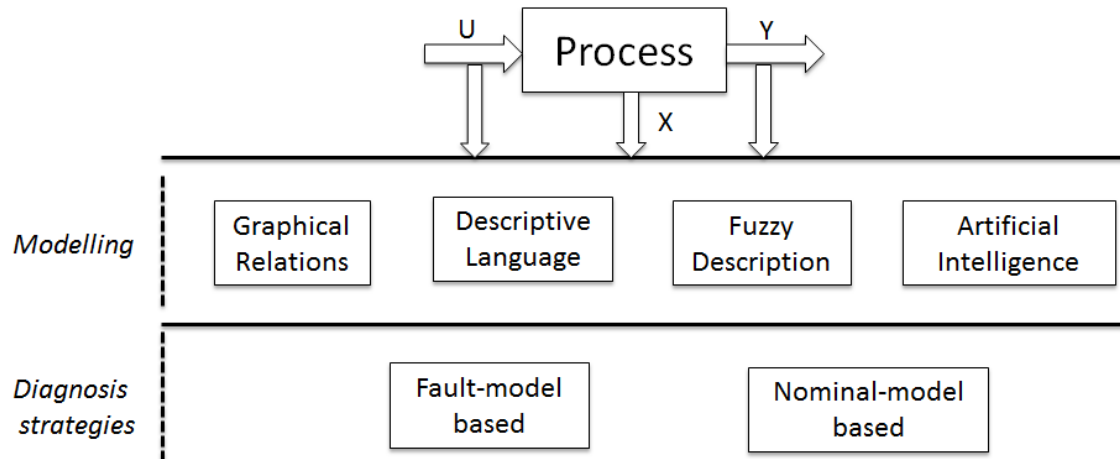 U
Process
Y
X
Modelling
Graphical
Relations
Descriptive
Language
Fuzzy
Description
Artificial
Intelligence
Diagnosis
strategies
Fault-model
based
Nominal-model
based